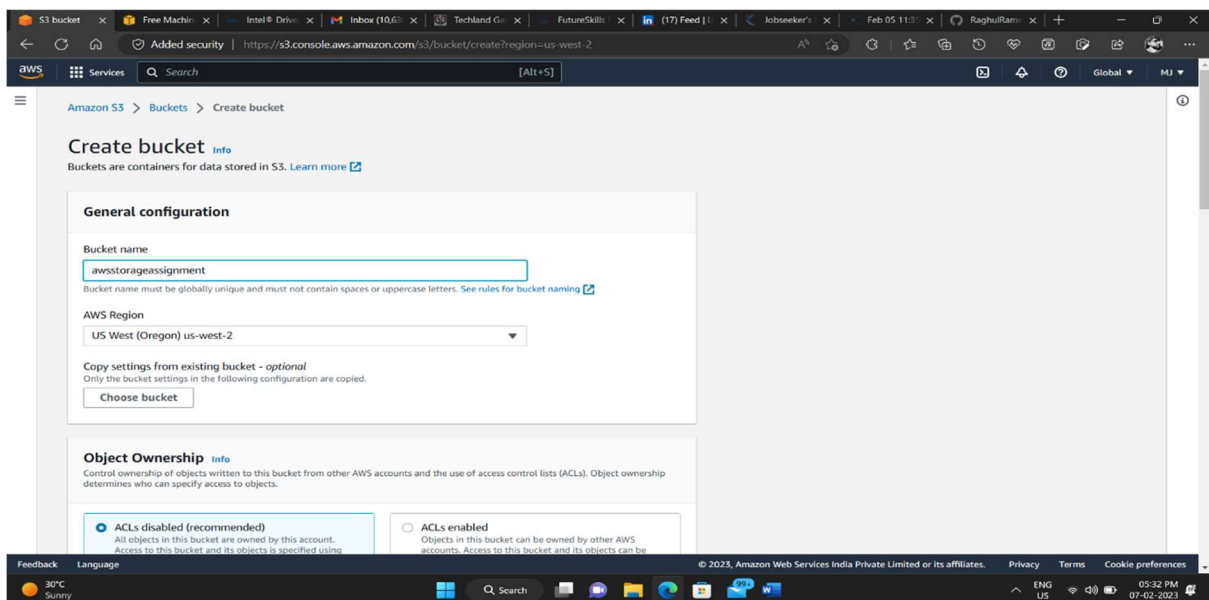 S3 bucket
Free Machin
Intel® Drive
Inbox (10,63
Techland Ga
FutureSkills
(17) Feed | L
Jobseeker's
Feb 05 11:3
RaghulRam
Added security | https://s3.console.aws.amazon.com/s3/bucket/create?region=us-west-2
aws
Services
Search
[Alt+S]
Global
MJ
Amazon S3 > Buckets > Create bucket
Create bucket Info
Buckets are containers for data stored in S3. Learn more
General configuration
Bucket name
awsstorageassignment
Bucket name must be globally unique and must not contain spaces or uppercase letters. See rules for bucket naming
AWS Region
US West (Oregon) us-west-2
Copy settings from existing bucket - optional
Only the bucket settings in the following configuration are copied.
Choose bucket
Object Ownership Info
Control ownership of objects written to this bucket from other AWS accounts and the use of access control lists (ACLs). Object ownership
determines who can specify access to objects.
ACLs disabled (recommended)
All objects in this bucket are owned by this account.
Access to this bucket and its objects is specified using
ACLs enabled
Objects in this bucket can be owned by other AWS
accounts. Access to this bucket and its objects can be
Feedback
Language
© 2023, Amazon Web Services India Private Limited or its affiliates.
Privacy
Terms
Cookie preferences
30°C
Sunny
Search
99+
ENG
US
05:32 PM
07-02-2023